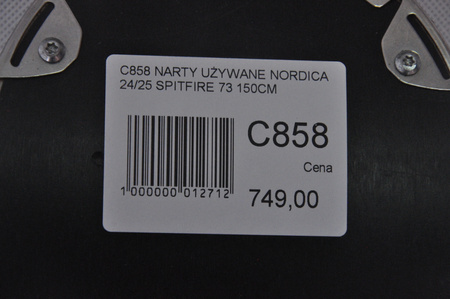 C858 NARTY UŻYWANE NORDICA
24/25 SPITFIRE 73 150CM
C858
Cena
1 000000 012712
749,00